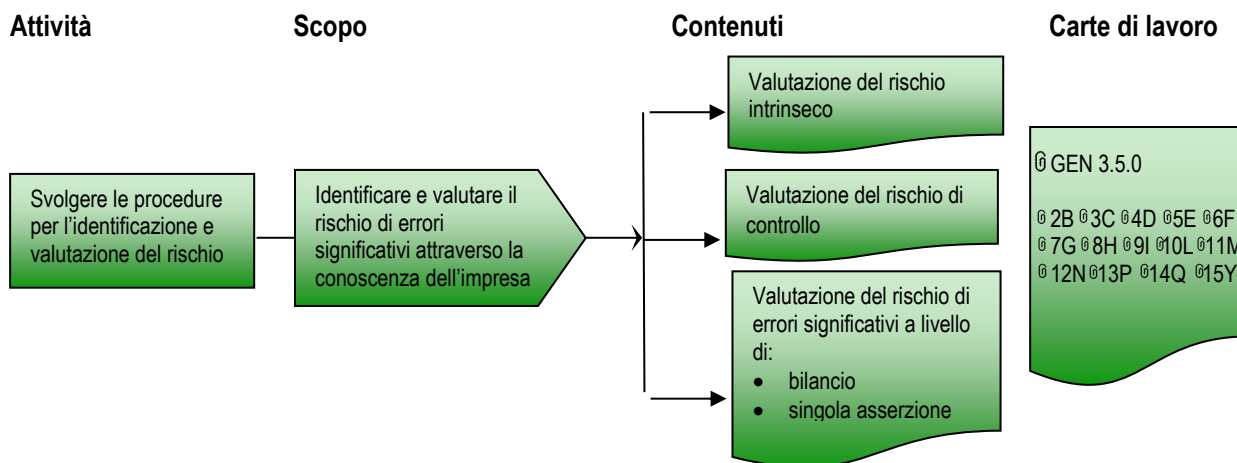 Attività Scopo Contenuti Carte di lavoro
Svolgere le procedure
per l'identificazione e
valutazione del rischio
Identificare e valutare il
rischio di errori
significativi attraverso la
conoscenza dell'impresa
Valutazione del rischio
intrinseco
Valutazione del rischio di
controllo
Valutazione del rischio di
errori significativi a livello
di:
• bilancio
• singola asserzione
GEN 3.5.0
2B 3C 4D 5E 6F
7G 8H 9I 10L 11M
12N 13P 14Q 15Y